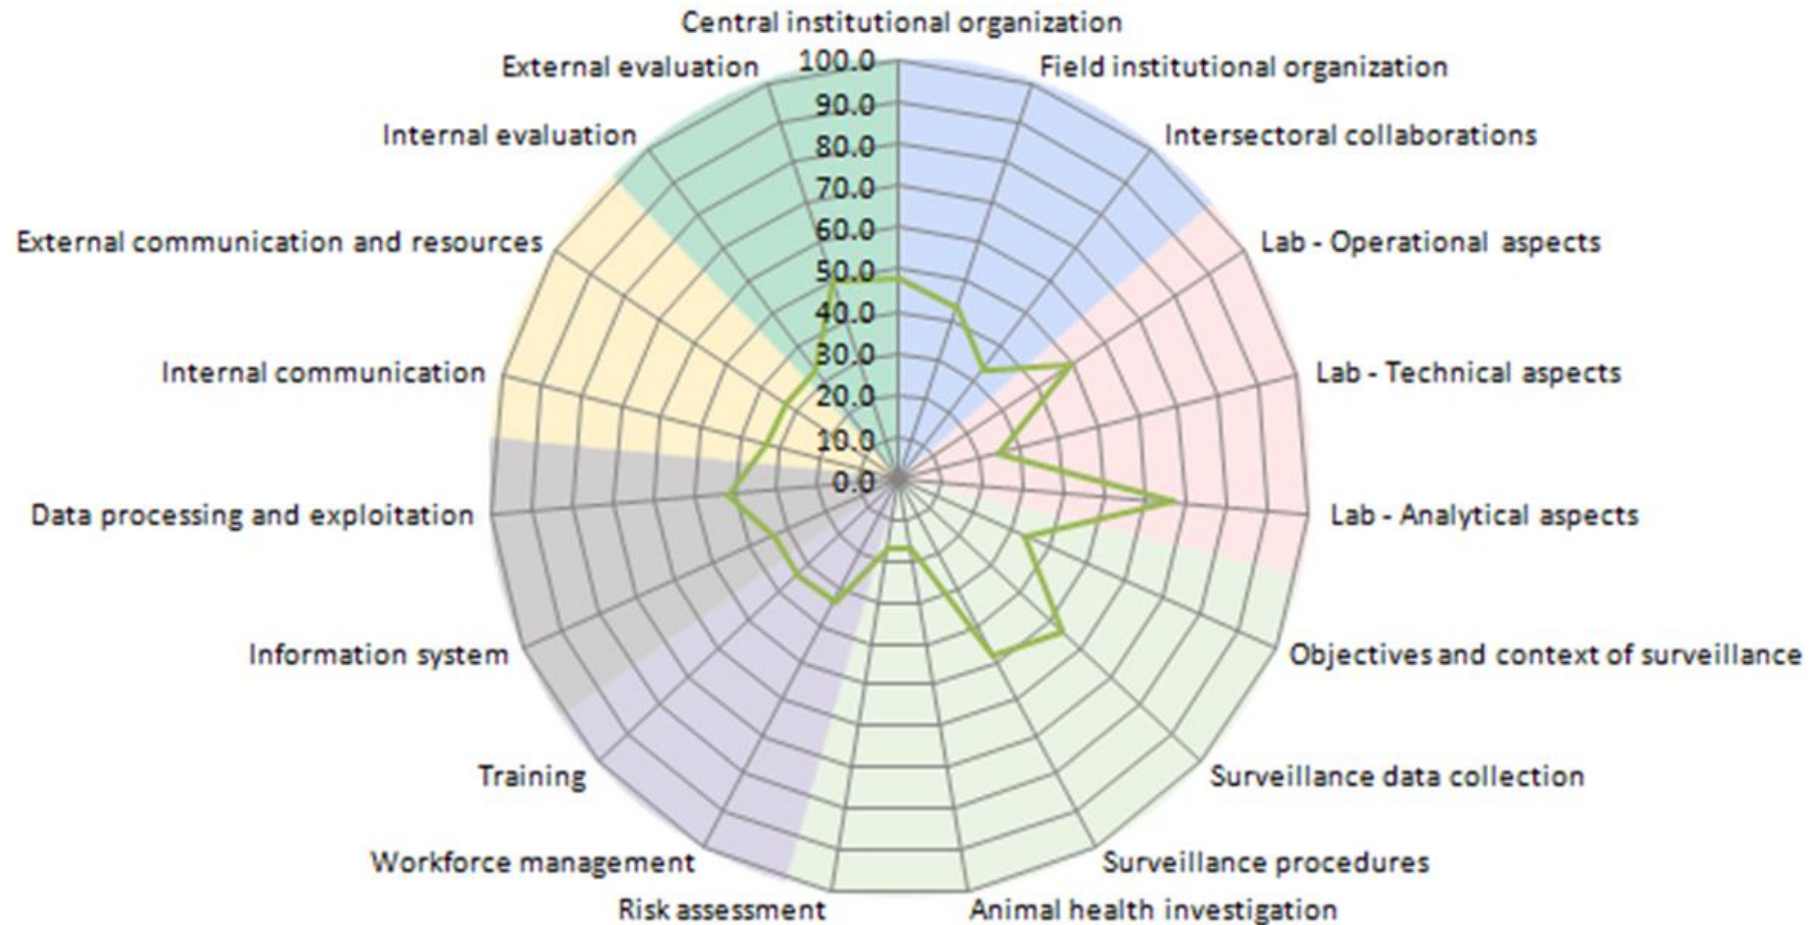 Central institutional organization
External evaluation
100.0
Field institutional organization
Internal evaluation
90.0
Intersectoral collaborations
80.0
70.0
External communication and resources
60.0
Lab - Operational aspects
50.0
40.0
Internal communication
30.0
Lab - Technical aspects
20.0
10.0
0.0
Data processing and exploitation
Lab - Analytical aspects
Information system
Objectives and context of surveillance
Training
Surveillance data collection
Workforce management
Surveillance procedures
Risk assessment
Animal health investigation